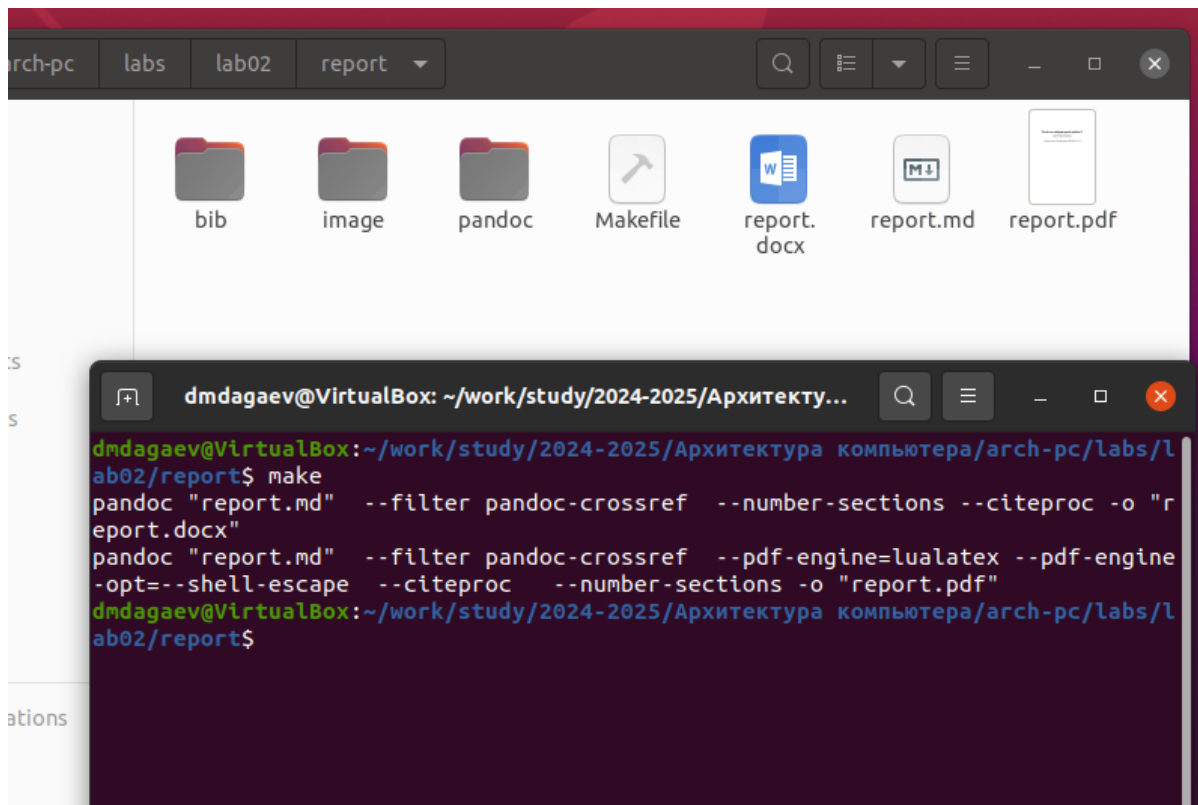 arch-pc labs lab02 report
bib image pandoc Makefile report. report.md report.pdf
docx
dmdagaev@VirtualBox: ~/work/study/2024-2025/Архитекту...
dmdagaev@VirtualBox:~/work/study/2024-2025/Архитектура компьютера/arch-pc/labs/l
ab02/report$ make
pandoc "report.md"  --filter pandoc-crossref  --number-sections --citeproc -o "r
eport.docx"
pandoc "report.md"  --filter pandoc-crossref  --pdf-engine=lualatex --pdf-engine
-opt=--shell-escape  --citeproc   --number-sections -o "report.pdf"
dmdagaev@VirtualBox:~/work/study/2024-2025/Архитектура компьютера/arch-pc/labs/l
ab02/report$
ations